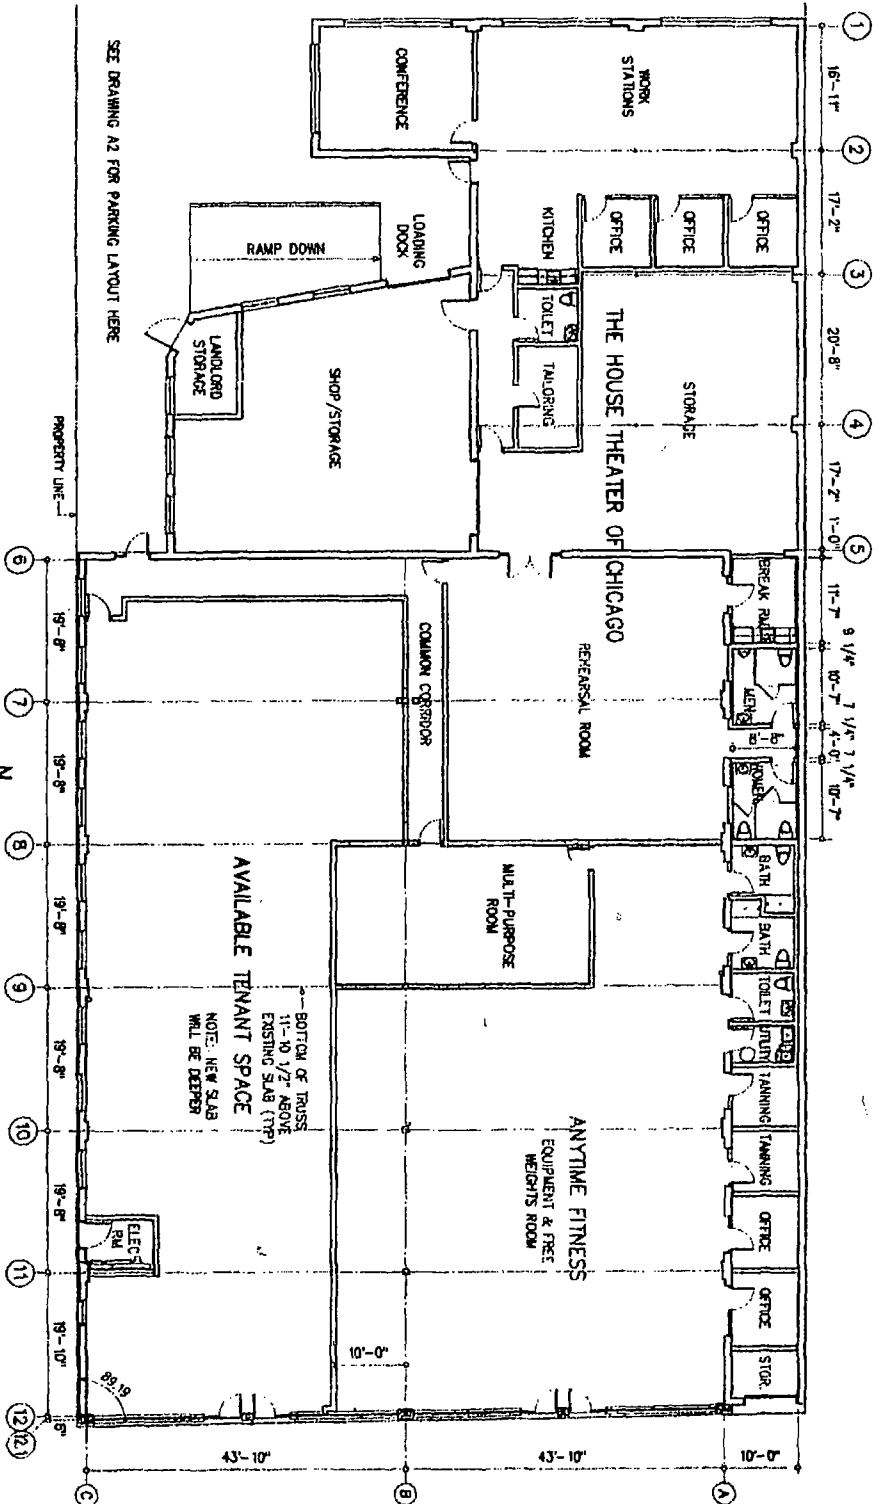 1
2
3
4
5
16'-11"
17'-2"
20'-8"
17'-2"
1'-0"
11'-7"
9 1/4"
10'-7"
7 1/4"
4'-0"
7 1/4"
10'-7"
WORK
STATIONS
CONFERENCE
OFFICE
OFFICE
OFFICE
KITCHEN
LOADING
DOCK
RAMP DOWN
TOILET
TAILORING
STORAGE
THE HOUSE THEATER OF CHICAGO
LANDLORD
STORAGE
SHOP/STORAGE
SEE DRAWING A2 FOR PARKING LAYOUT HERE
PROPERTY LINE
BREAK RM
MENS
WOMEN
REHEARSAL ROOM
COMMON CORRIDOR
BATH
BATH
TOILET
UTILITY
TANNING
TANNING
OFFICE
OFFICE
STOR.
MULTI-PURPOSE
ROOM
AVAILABLE TENANT SPACE
BOTTOM OF TRUSS
11'-10 1/2" ABOVE
EXISTING SLAB (TYP)
NOTE: NEW SLAB
WILL BE DEEPER
ANYTIME FITNESS
EQUIPMENT & FREE
WEIGHTS ROOM
ELEC
RM
10'-0"
89.19
6
7
8
9
10
11
12
12.1
19'-8"
19'-8"
19'-8"
19'-8"
19'-8"
19'-10"
N
43'-10"
43'-10"
10'-0"
C
B
A